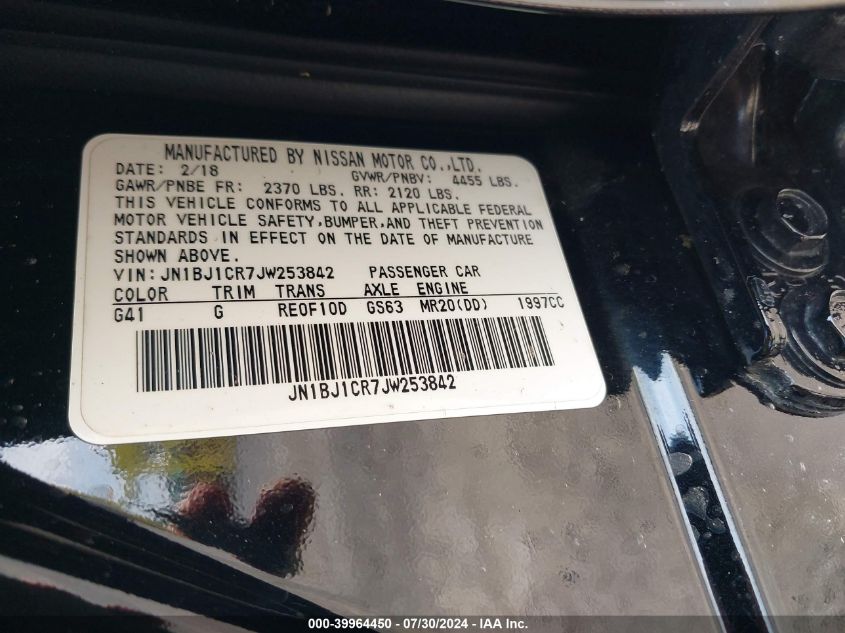 MANUFACTURED BY NISSAN MOTOR CO.,LTD.
DATE: 2/18 GVWR/PNBV: 4455 LBS.
GAWR/PNBE FR: 2370 LBS. RR: 2120 LBS.
THIS VEHICLE CONFORMS TO ALL APPLICABLE FEDERAL
MOTOR VEHICLE SAFETY,BUMPER,AND THEFT PREVENTION
STANDARDS IN EFFECT ON THE DATE OF MANUFACTURE
SHOWN ABOVE.
VIN: JN1BJ1CR7JW253842 PASSENGER CAR
COLOR TRIM TRANS AXLE ENGINE
G41 G RE0F10D GS63 MR20(DD) 1997CC
JN1BJ1CR7JW253842
000-39964450 - 07/30/2024 - IAA Inc.